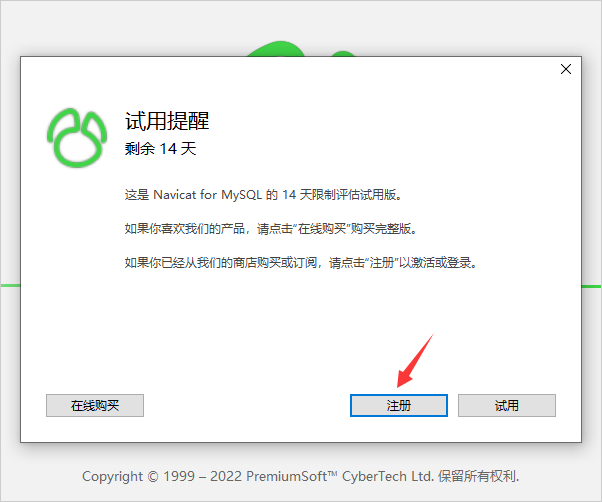 试用提醒
剩余 14 天
这是 Navicat for MySQL 的 14 天限制评估试用版。
如果你喜欢我们的产品，请点击“在线购买”购买完整版。
如果你已经从我们的商店购买或订阅，请点击“注册”以激活或登录。
在线购买 注册 试用
Copyright © 1999 – 2022 PremiumSoft™ CyberTech Ltd. 保留所有权利.